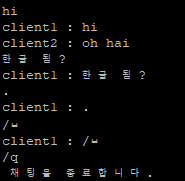 hi
client1 : hi
client2 : oh hai
한글 됨?
client1 : 한글 됨?
.
client1 : .
/ㅂ
client1 : /ㅂ
/q
채팅을 종료합니다.